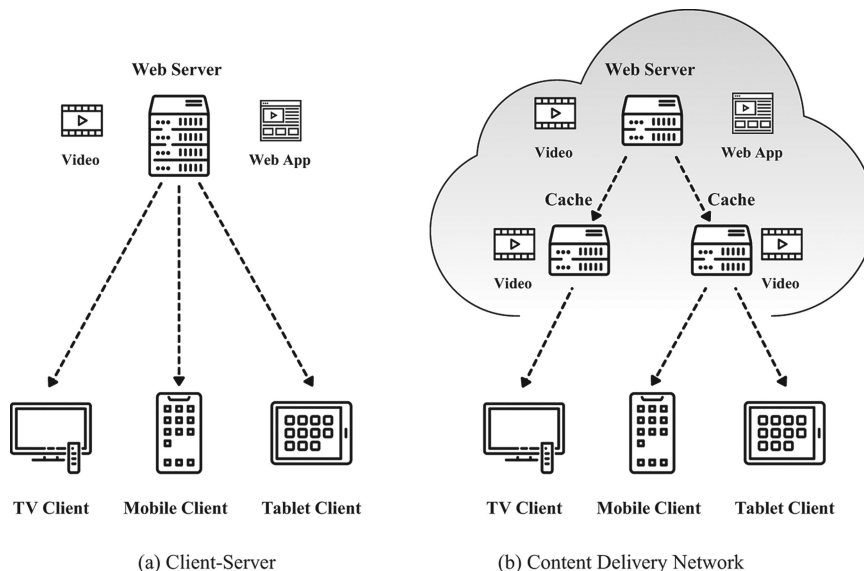 Web Server
Video
Web App
TV Client
Mobile Client
Tablet Client
(a) Client-Server
Web Server
Video
Web App
Cache
Cache
Video
Video
TV Client
Mobile Client
Tablet Client
(b) Content Delivery Network